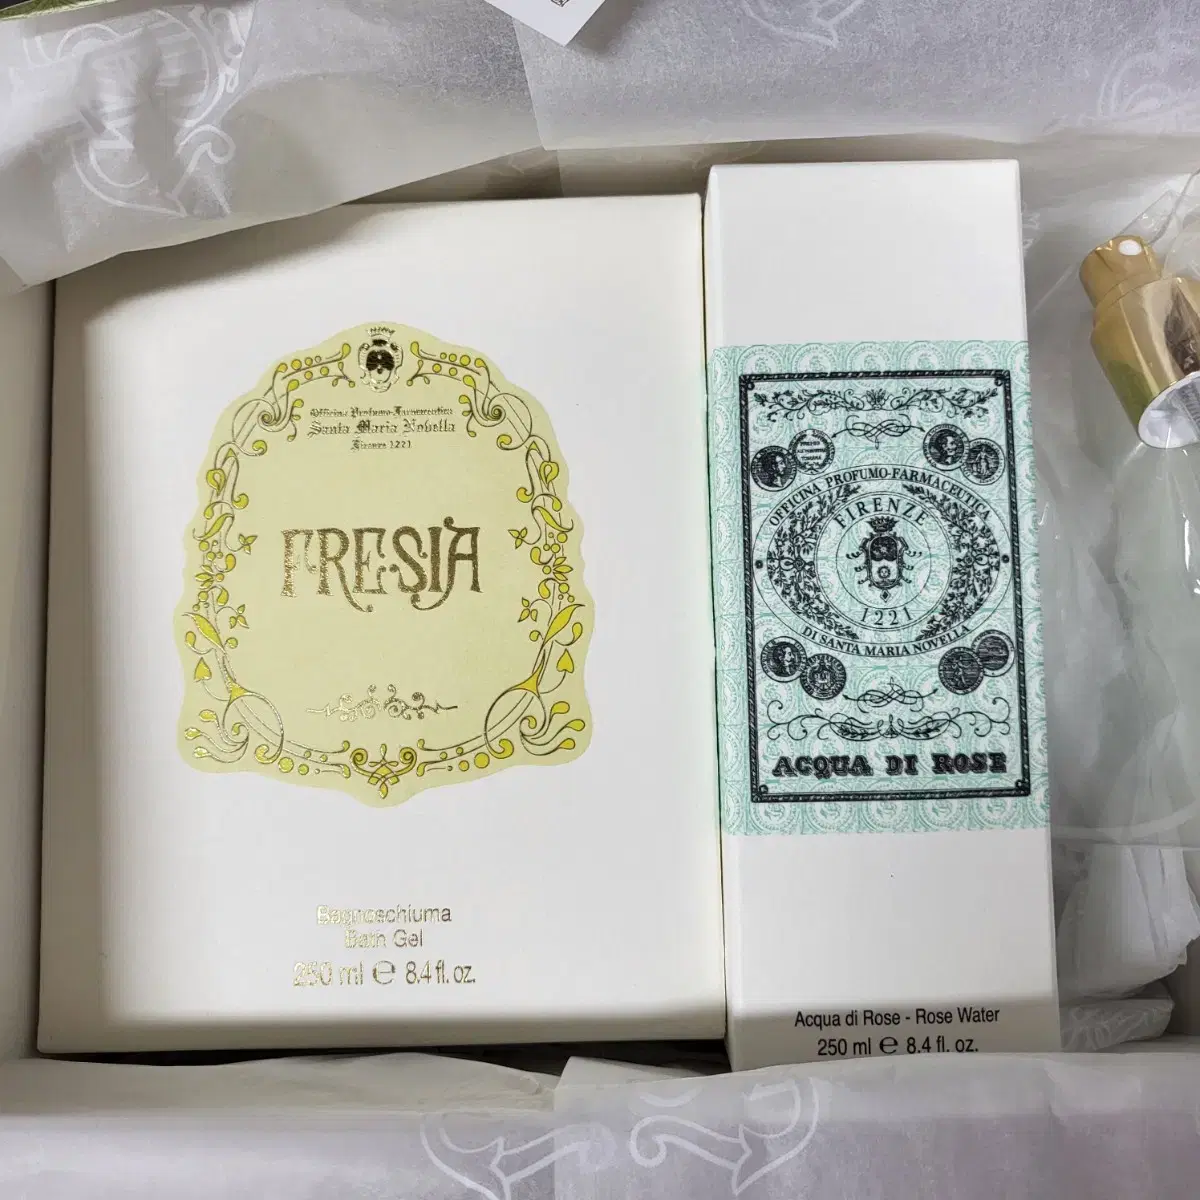 Officina Profumo-Farmaceutica
Santa Maria Novella
Firenze 1221
FRESIA
Bagnoschiuma
Bath Gel
250 ml ℮ 8.4 fl. oz.
OFFICINA PROFUMO-FARMACEUTICA
FIRENZE
1221
DI SANTA MARIA NOVELLA
ACQUA DI ROSE
Acqua di Rose - Rose Water
250 ml ℮ 8.4 fl. oz.